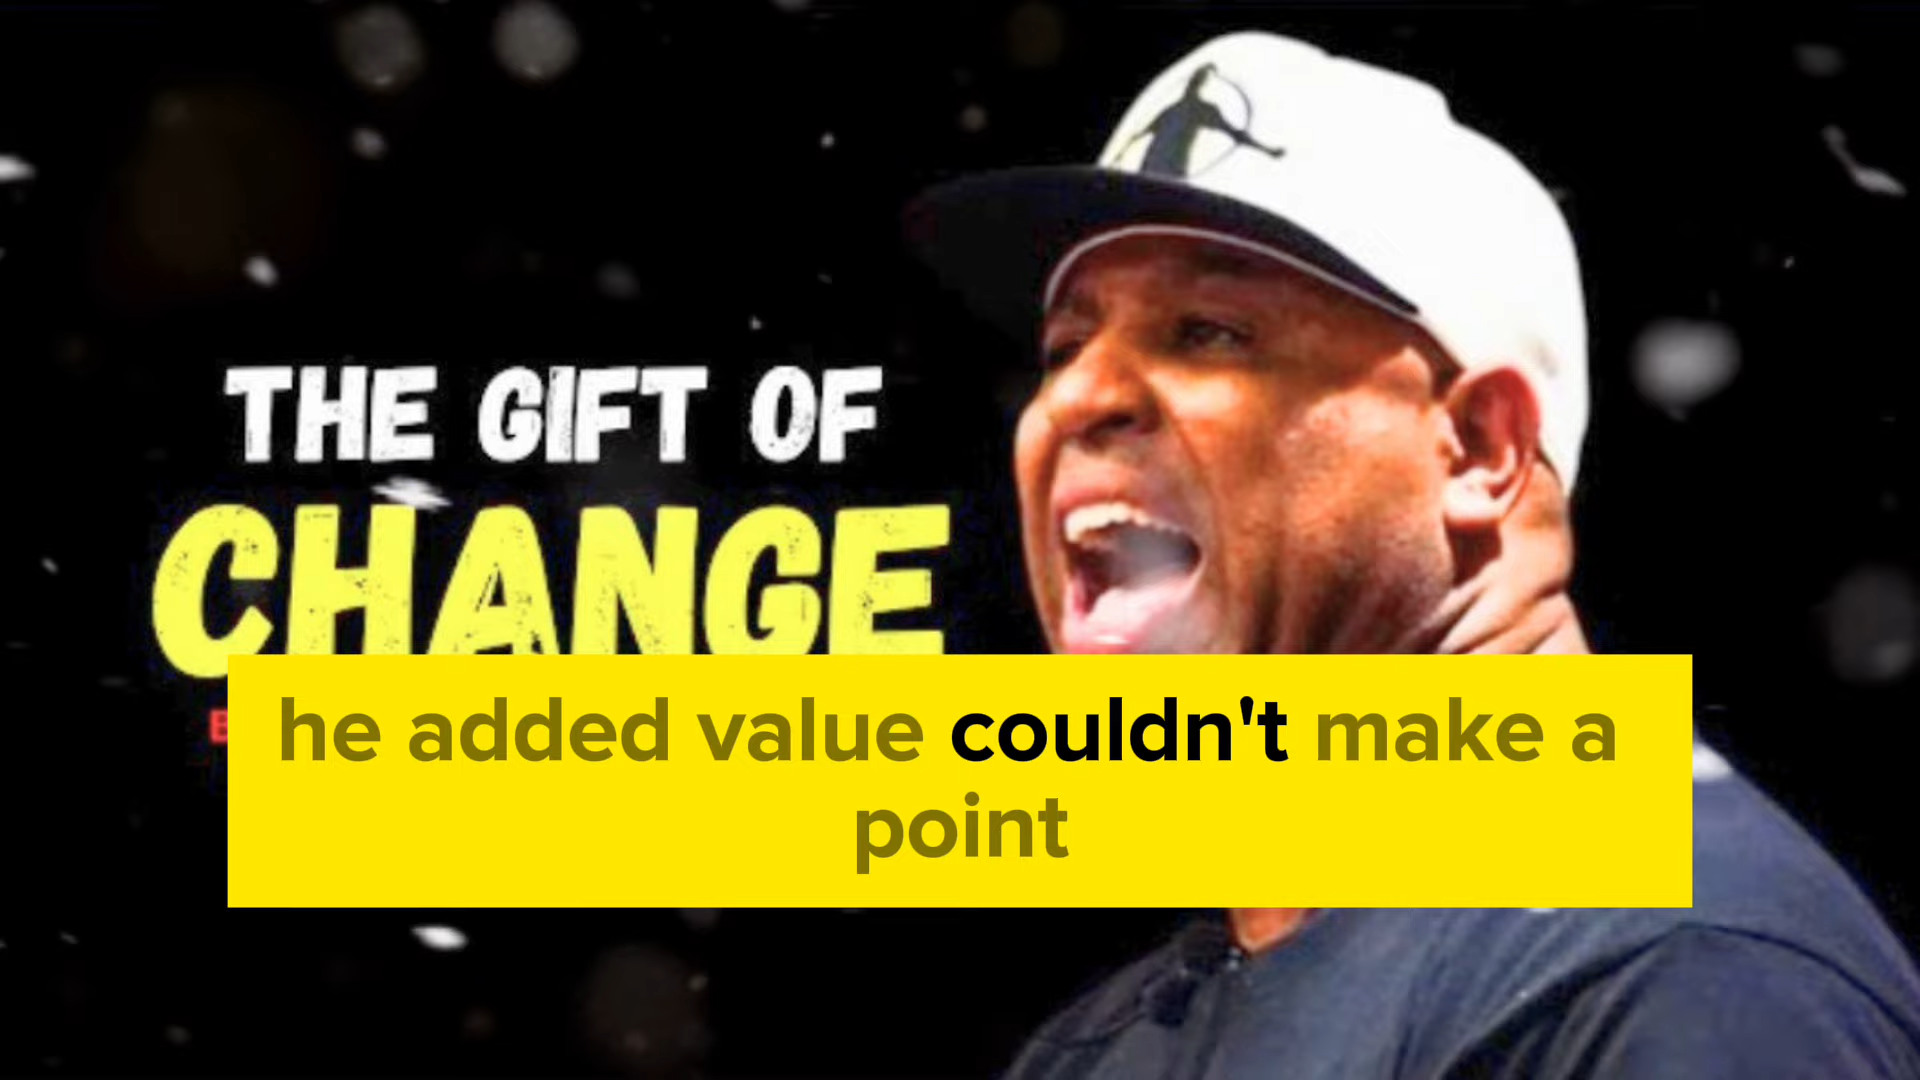 THE GIFT OF
CHANGE
he added value couldn't make a
point